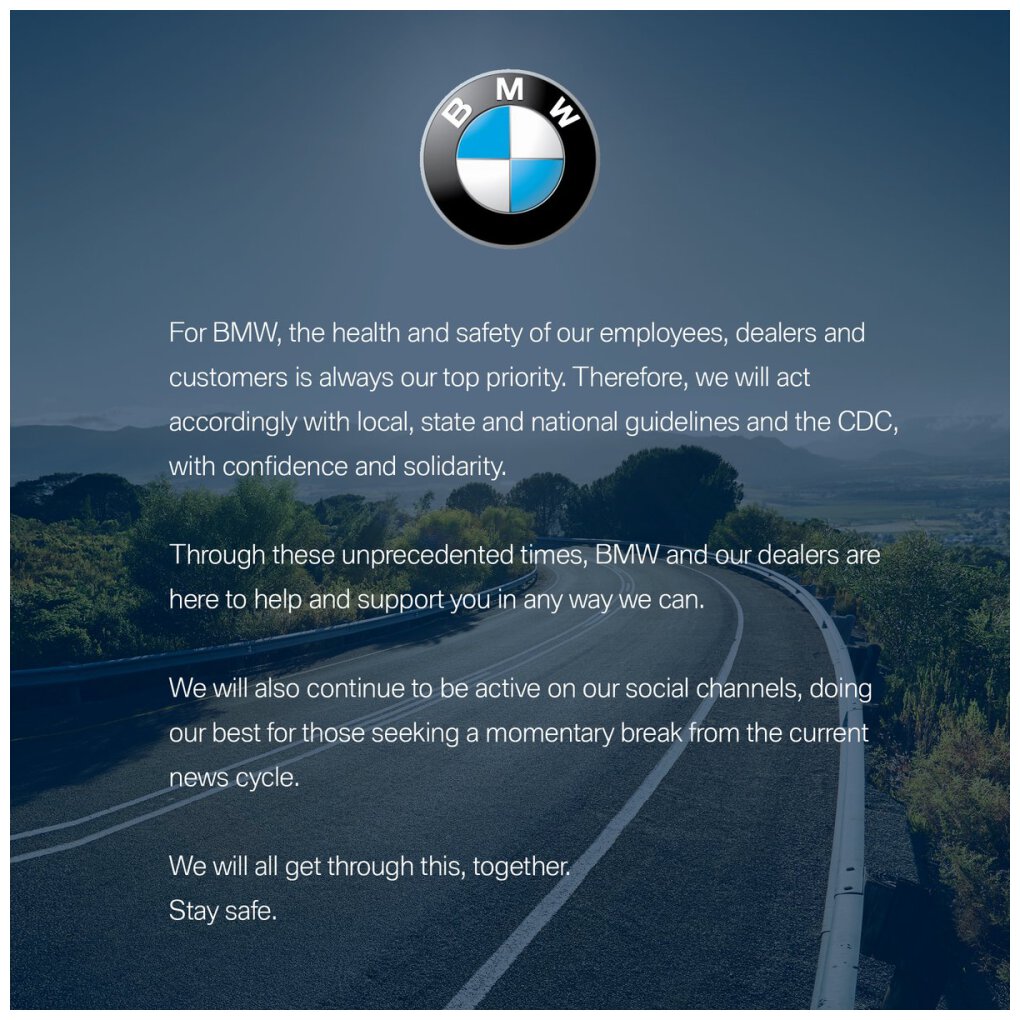 BMW
For BMW, the health and safety of our employees, dealers and
customers is always our top priority. Therefore, we will act
accordingly with local, state and national guidelines and the CDC,
with confidence and solidarity.
Through these unprecedented times, BMW and our dealers are
here to help and support you in any way we can.
We will also continue to be active on our social channels, doing
our best for those seeking a momentary break from the current
news cycle.
We will all get through this, together.
Stay safe.